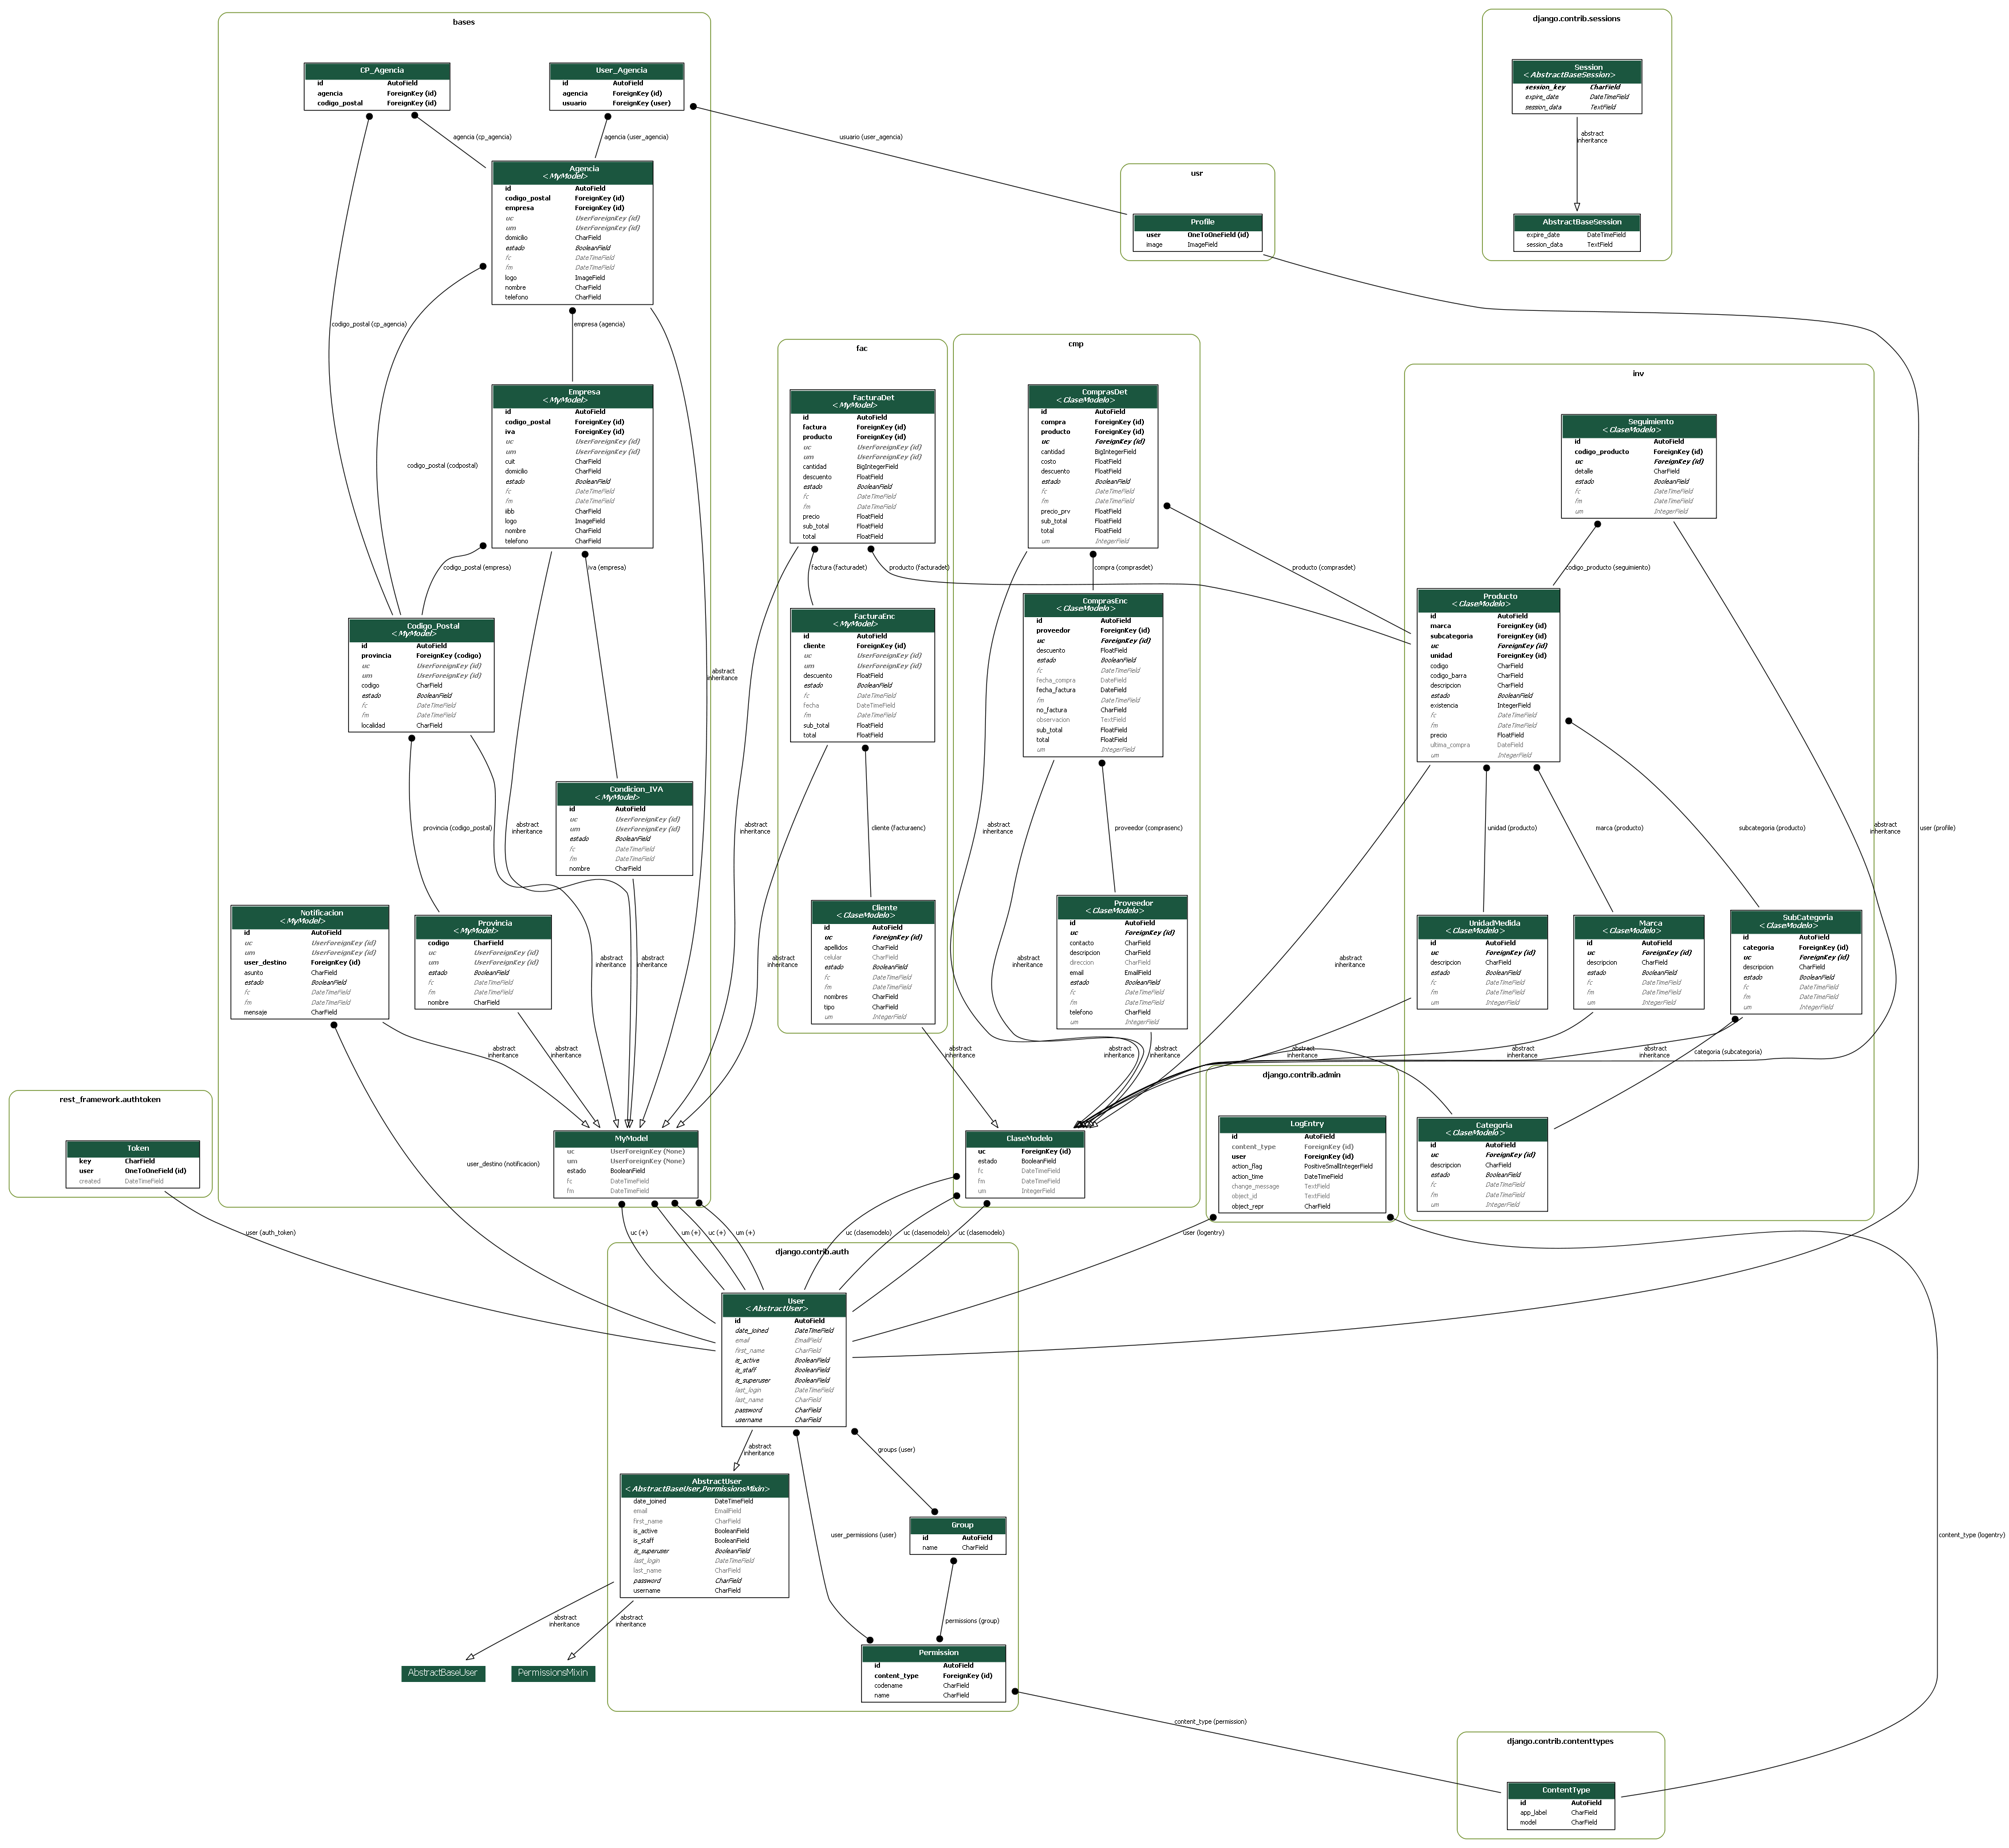 bases
CP_Agencia
id AutoField
agencia ForeignKey (id)
codigo_postal ForeignKey (id)
User_Agencia
id AutoField
agencia ForeignKey (id)
usuario ForeignKey (user)
agencia (cp_agencia)
agencia (user_agencia)
usuario (user_agencia)
Agencia
<MyModel>
id AutoField
codigo_postal ForeignKey (id)
empresa ForeignKey (id)
uc UserForeignKey (id)
um UserForeignKey (id)
domicilio CharField
estado BooleanField
fc DateTimeField
fm DateTimeField
logo ImageField
nombre CharField
telefono CharField
codigo_postal (cp_agencia)
empresa (agencia)
codigo_postal (codpostal)
Empresa
<MyModel>
id AutoField
codigo_postal ForeignKey (id)
iva ForeignKey (id)
uc UserForeignKey (id)
um UserForeignKey (id)
cuit CharField
domicilio CharField
estado BooleanField
fc DateTimeField
fm DateTimeField
iibb CharField
logo ImageField
nombre CharField
telefono CharField
codigo_postal (empresa)
iva (empresa)
Codigo_Postal
<MyModel>
id AutoField
provincia ForeignKey (codigo)
uc UserForeignKey (id)
um UserForeignKey (id)
codigo CharField
estado BooleanField
fc DateTimeField
fm DateTimeField
localidad CharField
abstract
inheritance
provincia (codigo_postal)
abstract
inheritance
Condicion_IVA
<MyModel>
id AutoField
uc UserForeignKey (id)
um UserForeignKey (id)
estado BooleanField
fc DateTimeField
fm DateTimeField
nombre CharField
Notificacion
<MyModel>
id AutoField
uc UserForeignKey (id)
um UserForeignKey (id)
user_destino ForeignKey (id)
asunto CharField
estado BooleanField
fc DateTimeField
fm DateTimeField
mensaje CharField
Provincia
<MyModel>
codigo CharField
uc UserForeignKey (id)
um UserForeignKey (id)
estado BooleanField
fc DateTimeField
fm DateTimeField
nombre CharField
abstract
inheritance
abstract
inheritance
abstract
inheritance
abstract
inheritance
MyModel
uc UserForeignKey (None)
um UserForeignKey (None)
estado BooleanField
fc DateTimeField
fm DateTimeField
user_destino (notificacion)
uc (+)
um (+)
uc (+)
um (+)
rest_framework.authtoken
Token
key CharField
user OneToOneField (id)
created DateTimeField
user (auth_token)
fac
FacturaDet
<MyModel>
id AutoField
factura ForeignKey (id)
producto ForeignKey (id)
uc UserForeignKey (id)
um UserForeignKey (id)
cantidad BigIntegerField
descuento FloatField
estado BooleanField
fc DateTimeField
fm DateTimeField
precio FloatField
sub_total FloatField
total FloatField
factura (facturadet)
producto (facturadet)
FacturaEnc
<MyModel>
id AutoField
cliente ForeignKey (id)
uc UserForeignKey (id)
um UserForeignKey (id)
descuento FloatField
estado BooleanField
fc DateTimeField
fecha DateTimeField
fm DateTimeField
sub_total FloatField
total FloatField
abstract
inheritance
cliente (facturaenc)
Cliente
<ClaseModelo>
id AutoField
uc ForeignKey (id)
apellidos CharField
celular CharField
estado BooleanField
fc DateTimeField
fm DateTimeField
nombres CharField
tipo CharField
um IntegerField
abstract
inheritance
abstract
inheritance
cmp
ComprasDet
<ClaseModelo>
id AutoField
compra ForeignKey (id)
producto ForeignKey (id)
uc ForeignKey (id)
cantidad BigIntegerField
costo FloatField
descuento FloatField
estado BooleanField
fc DateTimeField
fm DateTimeField
precio_prv FloatField
sub_total FloatField
total FloatField
um IntegerField
compra (comprasdet)
producto (comprasdet)
ComprasEnc
<ClaseModelo>
id AutoField
proveedor ForeignKey (id)
uc ForeignKey (id)
descuento FloatField
estado BooleanField
fc DateTimeField
fecha_compra DateField
fecha_factura DateField
fm DateTimeField
no_factura CharField
observacion TextField
sub_total FloatField
total FloatField
um IntegerField
abstract
inheritance
proveedor (comprasenc)
Proveedor
<ClaseModelo>
id AutoField
uc ForeignKey (id)
contacto CharField
descripcion CharField
direccion CharField
email EmailField
estado BooleanField
fc DateTimeField
fm DateTimeField
telefono CharField
um IntegerField
abstract
inheritance
abstract
inheritance
abstract
inheritance
ClaseModelo
uc ForeignKey (id)
estado BooleanField
fc DateTimeField
fm DateTimeField
um IntegerField
uc (clasemodelo)
uc (clasemodelo)
uc (clasemodelo)
usr
Profile
user OneToOneField (id)
image ImageField
user (profile)
django.contrib.sessions
Session
<AbstractBaseSession>
session_key CharField
expire_date DateTimeField
session_data TextField
abstract
inheritance
AbstractBaseSession
expire_date DateTimeField
session_data TextField
inv
Seguimiento
<ClaseModelo>
id AutoField
codigo_producto ForeignKey (id)
uc ForeignKey (id)
detalle CharField
estado BooleanField
fc DateTimeField
fm DateTimeField
um IntegerField
codigo_producto (seguimiento)
Producto
<ClaseModelo>
id AutoField
marca ForeignKey (id)
subcategoria ForeignKey (id)
uc ForeignKey (id)
unidad ForeignKey (id)
codigo CharField
codigo_barra CharField
descripcion CharField
estado BooleanField
existencia IntegerField
fc DateTimeField
fm DateTimeField
precio FloatField
ultima_compra DateField
um IntegerField
unidad (producto)
marca (producto)
subcategoria (producto)
abstract
inheritance
abstract
inheritance
UnidadMedida
<ClaseModelo>
id AutoField
uc ForeignKey (id)
descripcion CharField
estado BooleanField
fc DateTimeField
fm DateTimeField
um IntegerField
Marca
<ClaseModelo>
id AutoField
uc ForeignKey (id)
descripcion CharField
estado BooleanField
fc DateTimeField
fm DateTimeField
um IntegerField
SubCategoria
<ClaseModelo>
id AutoField
categoria ForeignKey (id)
uc ForeignKey (id)
descripcion CharField
estado BooleanField
fc DateTimeField
fm DateTimeField
um IntegerField
abstract
inheritance
abstract
inheritance
abstract
inheritance
categoria (subcategoria)
Categoria
<ClaseModelo>
id AutoField
uc ForeignKey (id)
descripcion CharField
estado BooleanField
fc DateTimeField
fm DateTimeField
um IntegerField
django.contrib.admin
LogEntry
id AutoField
content_type ForeignKey (id)
user ForeignKey (id)
action_flag PositiveSmallIntegerField
action_time DateTimeField
change_message TextField
object_id TextField
object_repr CharField
user (logentry)
content_type (logentry)
django.contrib.auth
User
<AbstractUser>
id AutoField
date_joined DateTimeField
email EmailField
first_name CharField
is_active BooleanField
is_staff BooleanField
is_superuser BooleanField
last_login DateTimeField
last_name CharField
password CharField
username CharField
abstract
inheritance
groups (user)
AbstractUser
<AbstractBaseUser,PermissionsMixin>
date_joined DateTimeField
email EmailField
first_name CharField
is_active BooleanField
is_staff BooleanField
is_superuser BooleanField
last_login DateTimeField
last_name CharField
password CharField
username CharField
user_permissions (user)
Group
id AutoField
name CharField
permissions (group)
abstract
inheritance
abstract
inheritance
AbstractBaseUser
PermissionsMixin
Permission
id AutoField
content_type ForeignKey (id)
codename CharField
name CharField
content_type (permission)
django.contrib.contenttypes
ContentType
id AutoField
app_label CharField
model CharField